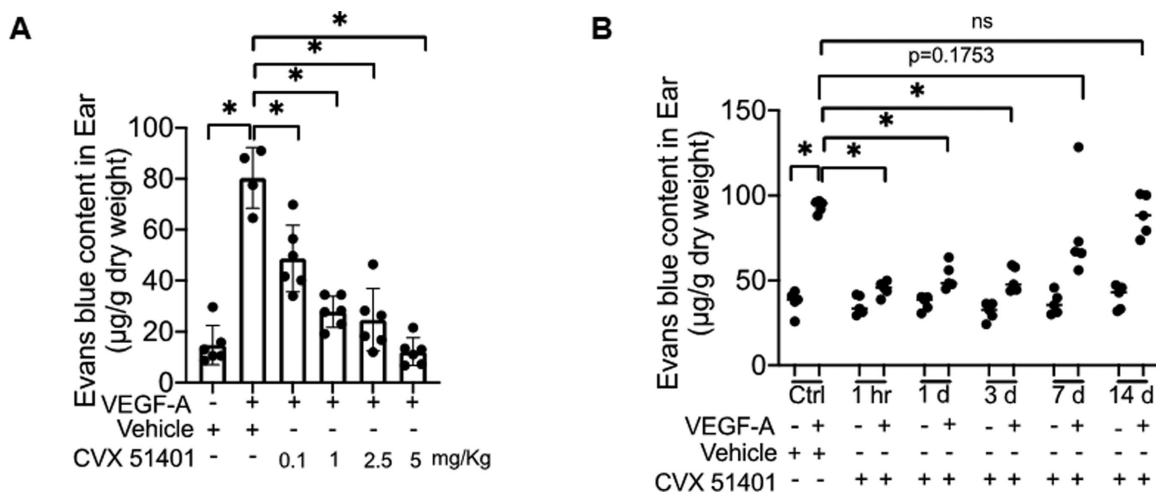 A
*
*
*
* *
Evans blue content in Ear
(µg/g dry weight)
100
80
60
40
20
0
VEGF-A - + + + + +
Vehicle + + - - - -
CVX 51401 - - 0.1 1 2.5 5 mg/Kg
B
ns
p=0.1753
*
*
* *
Evans blue content in Ear
(µg/g dry weight)
150
100
50
0
Ctrl 1 hr 1 d 3 d 7 d 14 d
VEGF-A - + - + - + - + - + - +
Vehicle + + - - - - - - - - - -
CVX 51401 - - + + + + + + + + + +